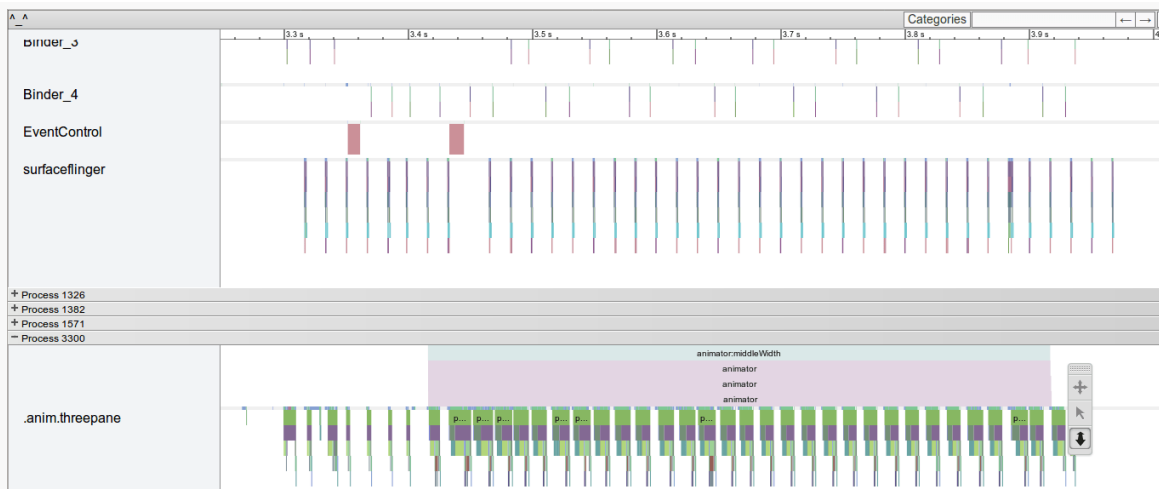 ^_^
Categories
← →
3.3 s 3.4 s 3.5 s 3.6 s 3.7 s 3.8 s 3.9 s 4
Binder_3
Binder_4
EventControl
surfaceflinger
+ Process 1326
+ Process 1382
+ Process 1571
− Process 3300
animator:middleWidth
animator
animator
animator
.anim.threepane
p... p... p... p... p... p... p...